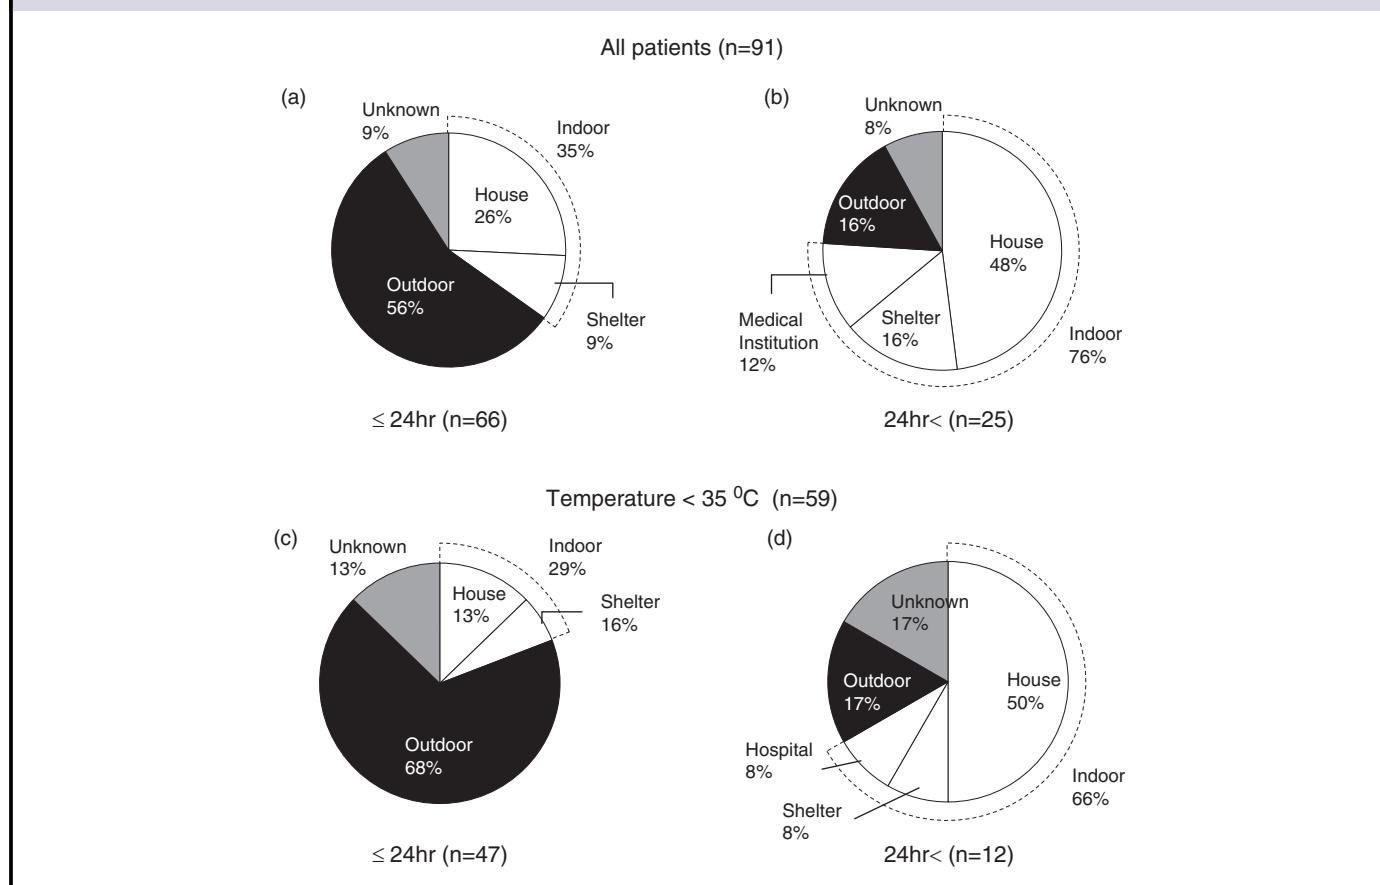 All patients (n=91)
(a)
Unknown
9%
Indoor
35%
House
26%
Outdoor
56%
Shelter
9%
≤ 24hr (n=66)
(b)
Unknown
8%
Outdoor
16%
House
48%
Medical
Institution
12%
Shelter
16%
Indoor
76%
24hr< (n=25)
Temperature < 35 ⁰C (n=59)
(c)
Unknown
13%
Indoor
29%
House
13%
Shelter
16%
Outdoor
68%
≤ 24hr (n=47)
(d)
Unknown
17%
Outdoor
17%
House
50%
Hospital
8%
Shelter
8%
Indoor
66%
24hr< (n=12)